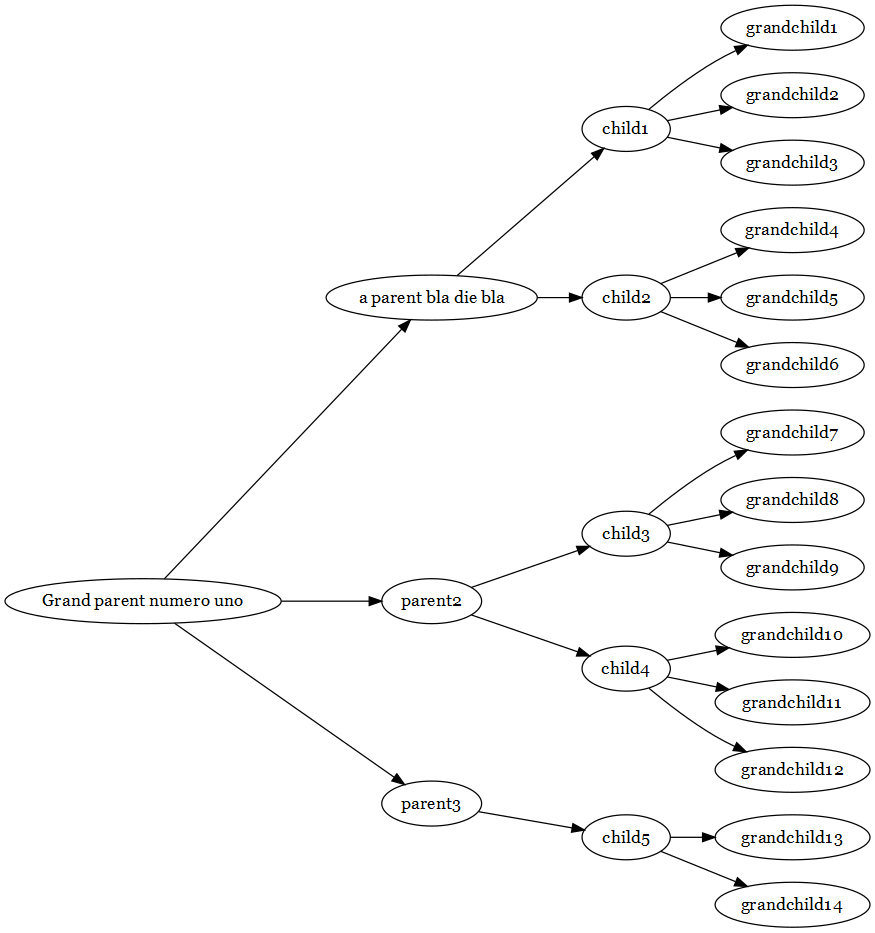 grandchild1
grandchild2
child1
grandchild3
grandchild4
a parent bla die bla
child2
grandchild5
grandchild6
grandchild7
grandchild8
child3
grandchild9
Grand parent numero uno
parent2
grandchild10
child4
grandchild11
grandchild12
parent3
child5
grandchild13
grandchild14